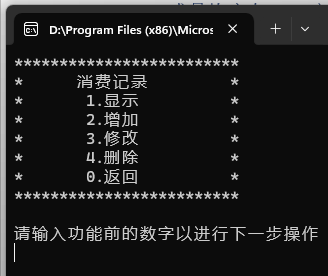 D:\Program Files (x86)\Micros
*************************
* 消费记录 *
* 1.显示 *
* 2.增加 *
* 3.修改 *
* 4.删除 *
* 0.返回 *
*************************
请输入功能前的数字以进行下一步操作